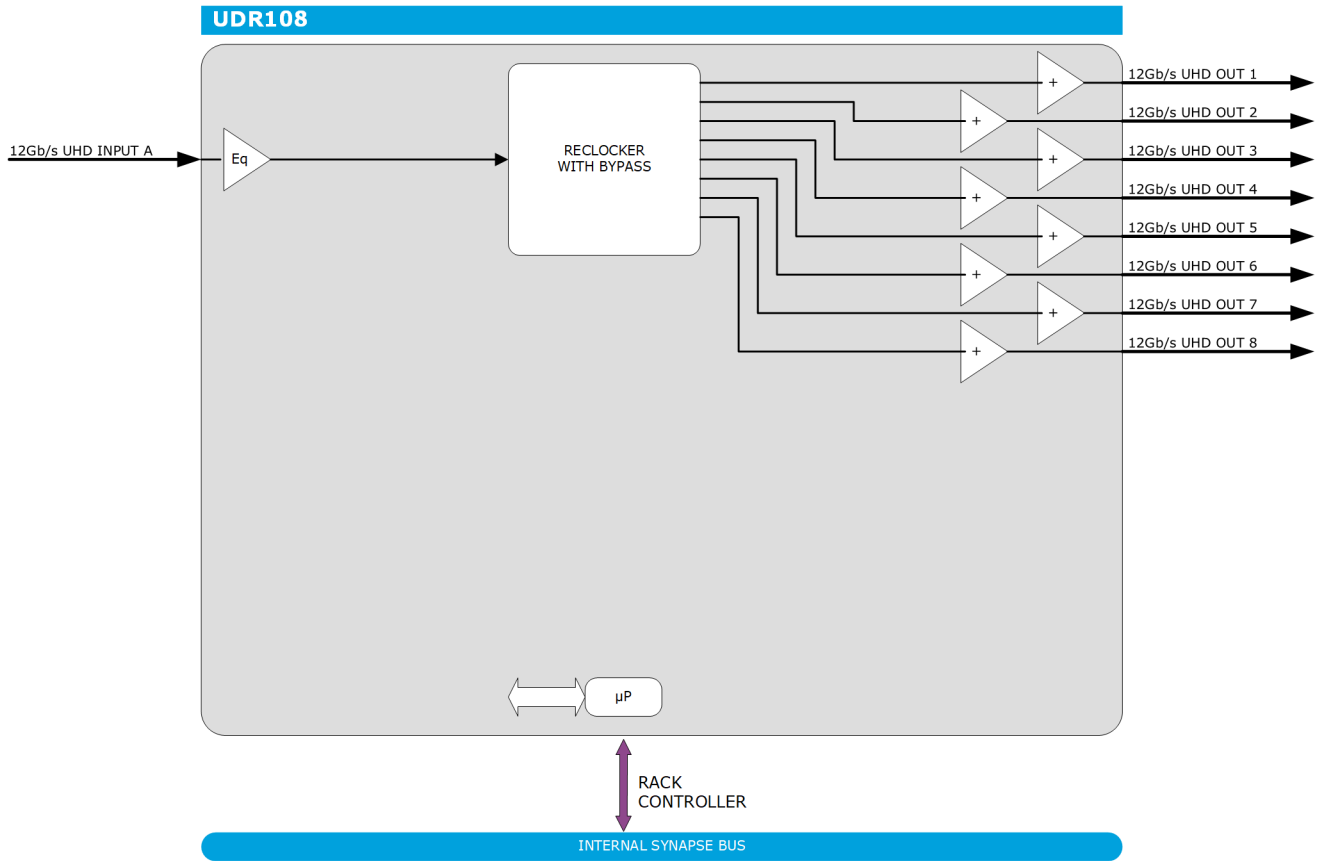 UDR108
12Gb/s UHD INPUT A
Eq
RECLOCKER
WITH BYPASS
+
12Gb/s UHD OUT 1
+
12Gb/s UHD OUT 2
+
12Gb/s UHD OUT 3
+
12Gb/s UHD OUT 4
+
12Gb/s UHD OUT 5
+
12Gb/s UHD OUT 6
+
12Gb/s UHD OUT 7
+
12Gb/s UHD OUT 8
µP
RACK
CONTROLLER
INTERNAL SYNAPSE BUS